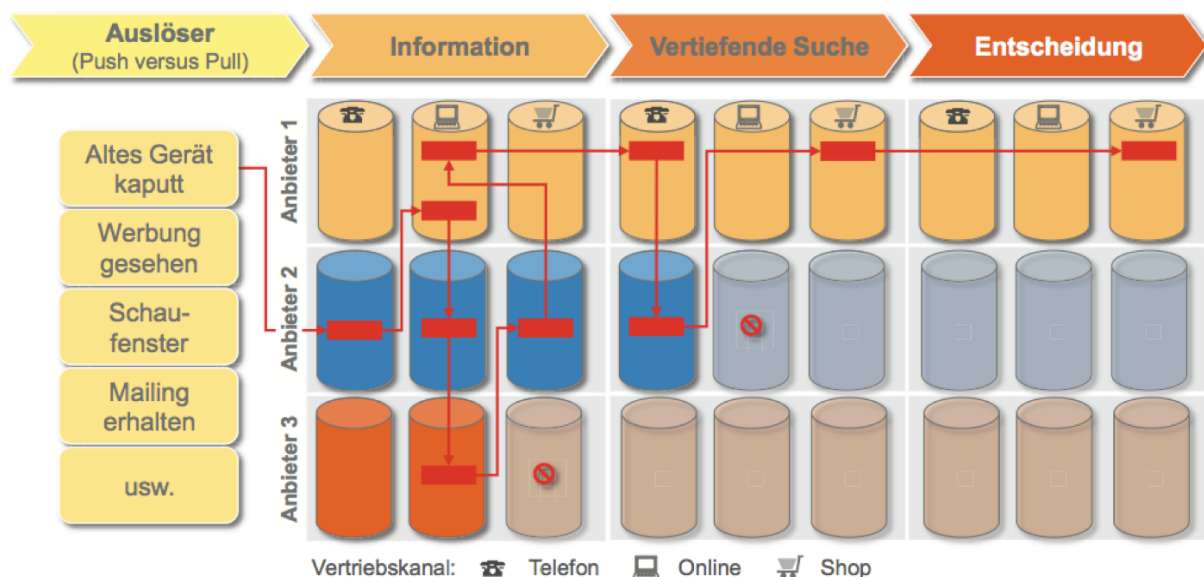 Auslöser
(Push versus Pull)
Information
Vertiefende Suche
Entscheidung
Altes Gerät
kaputt
Werbung
gesehen
Schau-
fenster
Mailing
erhalten
usw.
Anbieter 1
Anbieter 2
Anbieter 3
Vertriebskanal: Telefon Online Shop